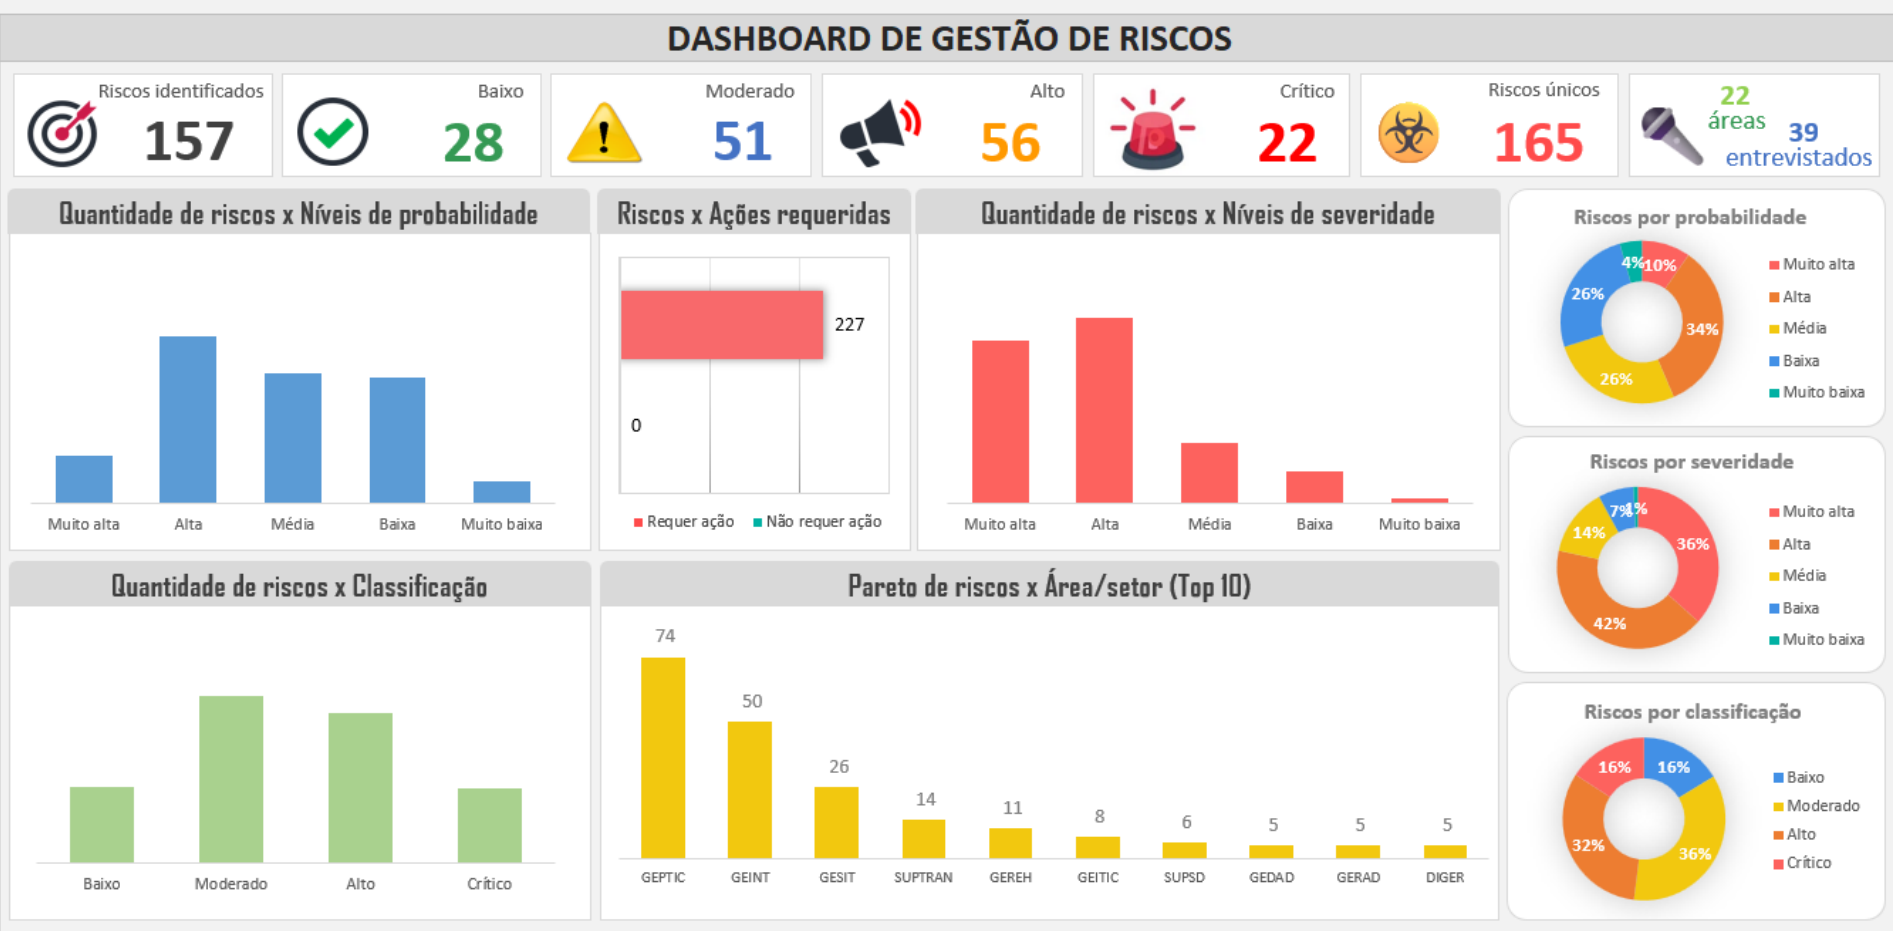 DASHBOARD DE GESTÃO DE RISCOS
Riscos identificados
157
Baixo
28
Moderado
51
Alto
56
Crítico
22
Riscos únicos
165
22
áreas
39
entrevistados
Quantidade de riscos x Níveis de probabilidade
Muito alta
Alta
Média
Baixa
Muito baixa
Riscos x Ações requeridas
227
0
Requer ação
Não requer ação
Quantidade de riscos x Níveis de severidade
Muito alta
Alta
Média
Baixa
Muito baixa
Riscos por probabilidade
4%
10%
26%
34%
26%
Muito alta
Alta
Média
Baixa
Muito baixa
Riscos por severidade
7%
1%
14%
36%
42%
Muito alta
Alta
Média
Baixa
Muito baixa
Quantidade de riscos x Classificação
Baixo
Moderado
Alto
Crítico
Pareto de riscos x Área/setor (Top 10)
74
50
26
14
11
8
6
5
5
5
GEPTIC
GEINT
GESIT
SUPTRAN
GEREH
GEITIC
SUPSD
GEDAD
GERAD
DIGER
Riscos por classificação
16%
16%
32%
36%
Baixo
Moderado
Alto
Crítico